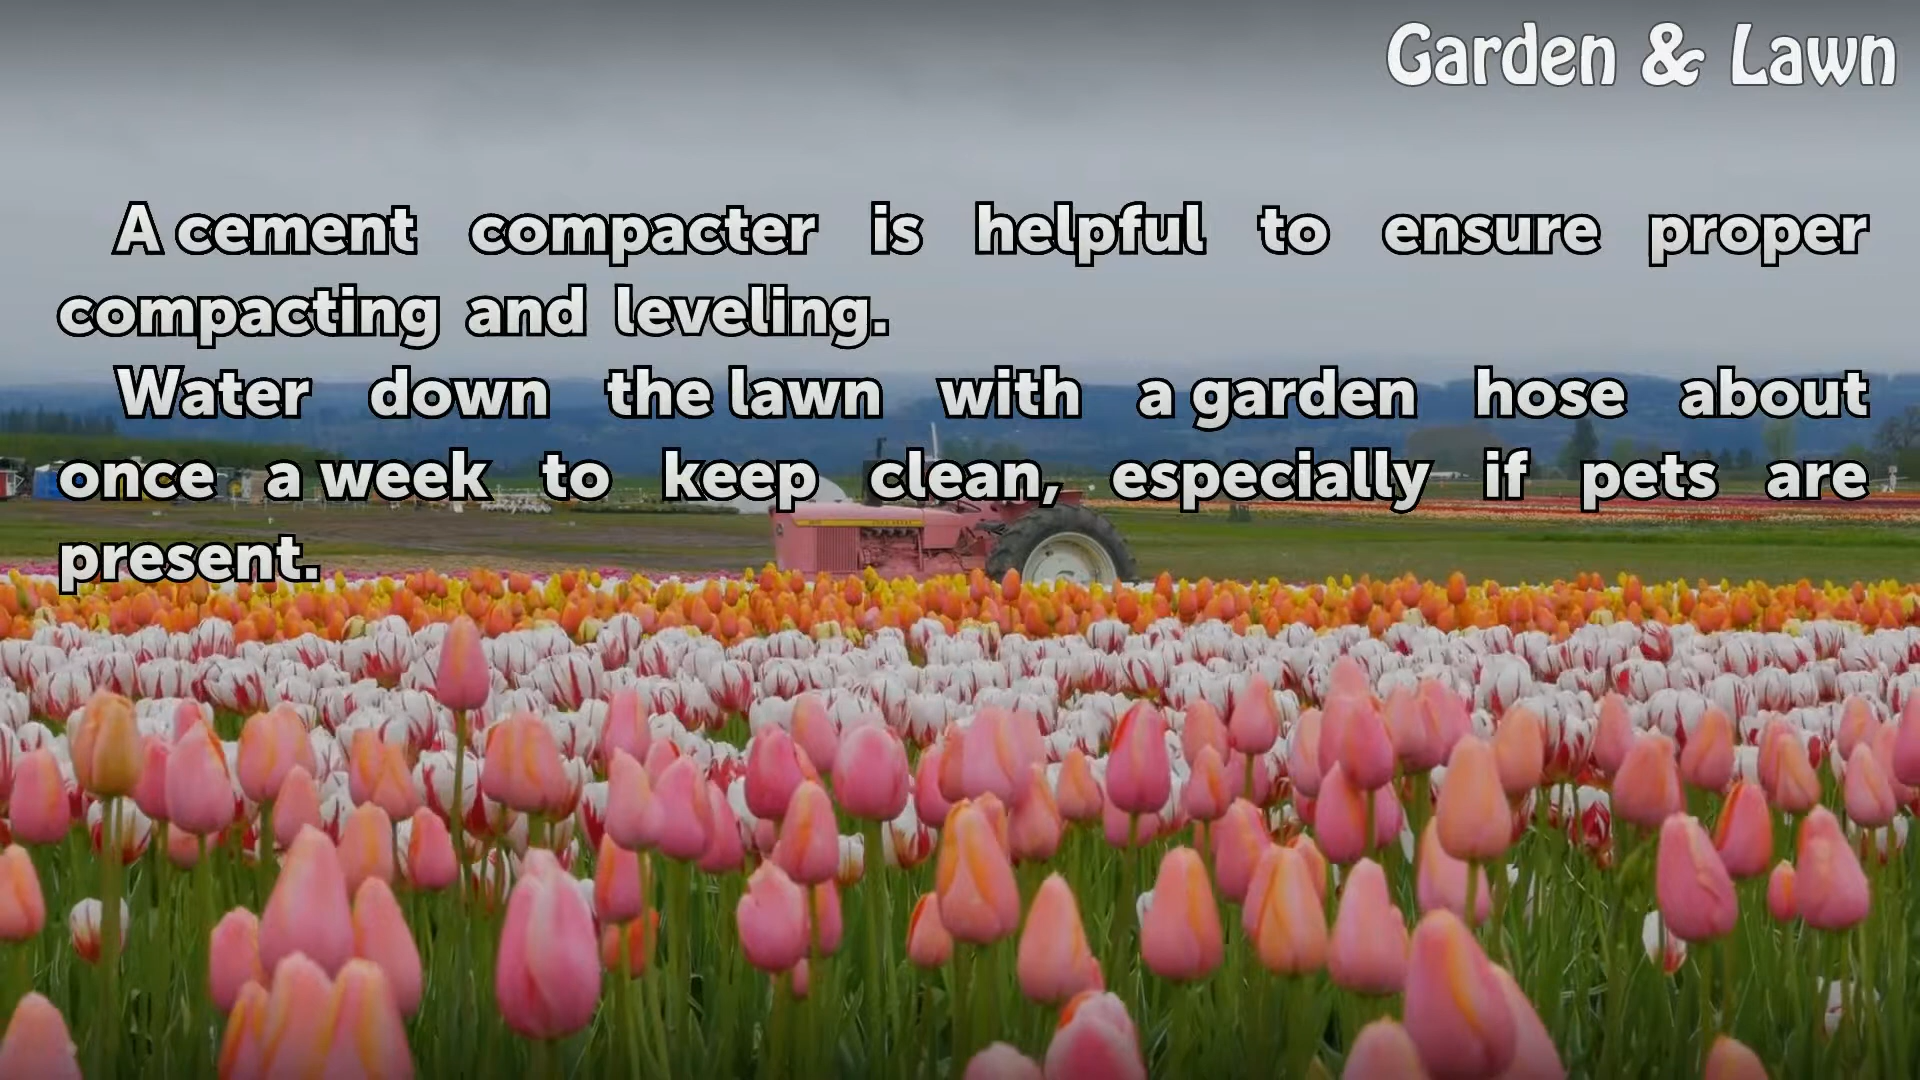 Garden & Lawn
A cement compacter is helpful to ensure proper
compacting and leveling.
Water down the lawn with a garden hose about
once a week to keep clean, especially if pets are
present.